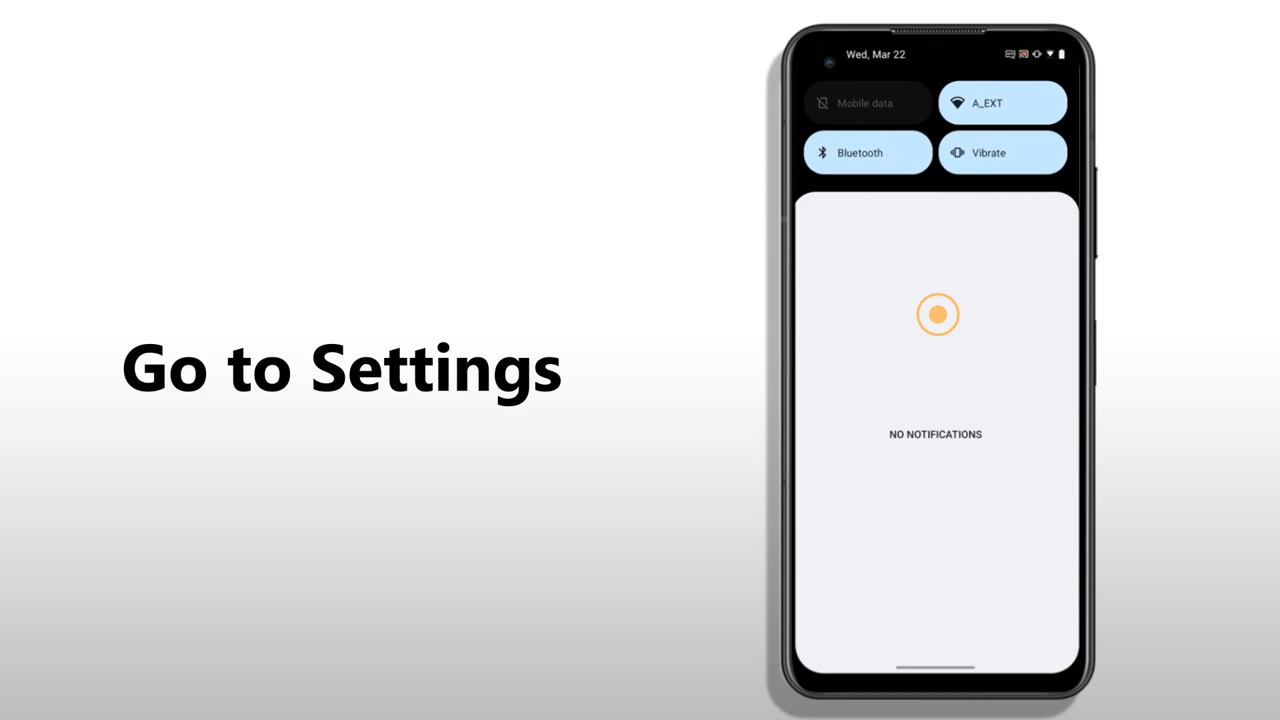 Go to Settings
Wed, Mar 22
Mobile data
A_EXT
Bluetooth
Vibrate
NO NOTIFICATIONS